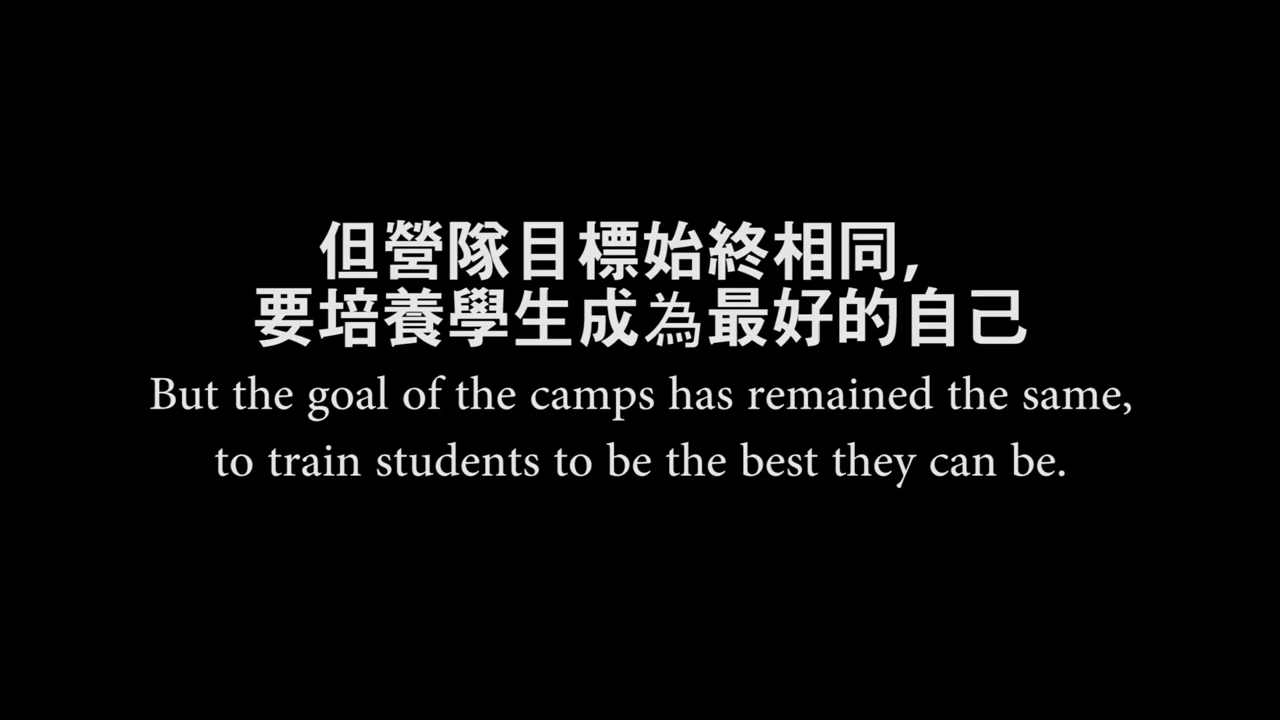 但營隊目標始終相同,
要培養學生成為最好的自己
But the goal of the camps has remained the same,
to train students to be the best they can be.